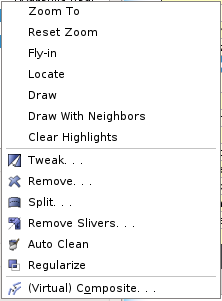 Zoom To
Reset Zoom
Fly-in
Locate
Draw
Draw With Neighbors
Clear Highlights
Tweak. . .
Remove. . .
Split. . .
Remove Slivers. . .
Auto Clean
Regularize
(Virtual) Composite. . .